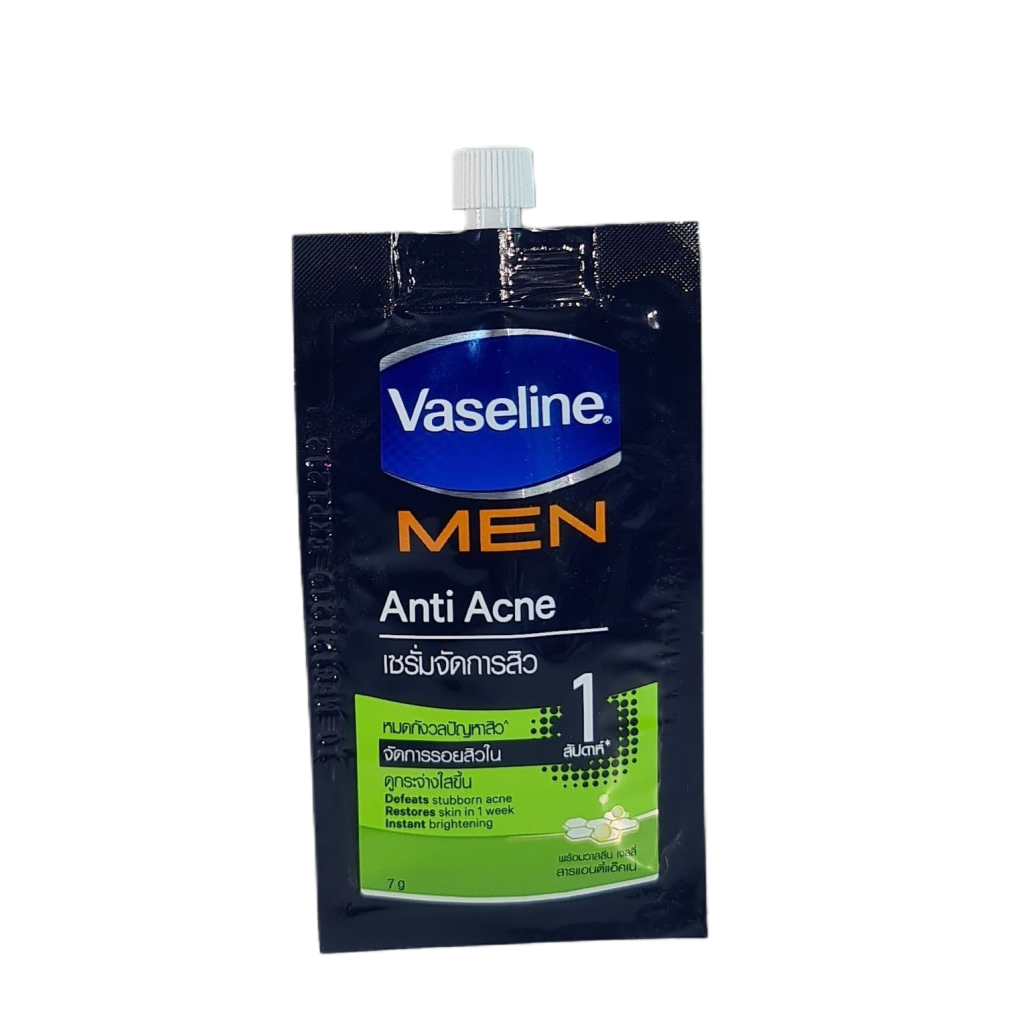 Vaseline®
MEN
Anti Acne
เซรั่มจัดการสิว
หมดกังวลปัญหาสิว^
จัดการรอยสิวใน
1
สัปดาห์*
ดูกระจ่างใสขึ้น
Defeats stubborn acne
Restores skin in 1 week
Instant brightening
พร้อมวาสลีน เจลลี่
สารแอนตี้แอ็คเน่
7 g